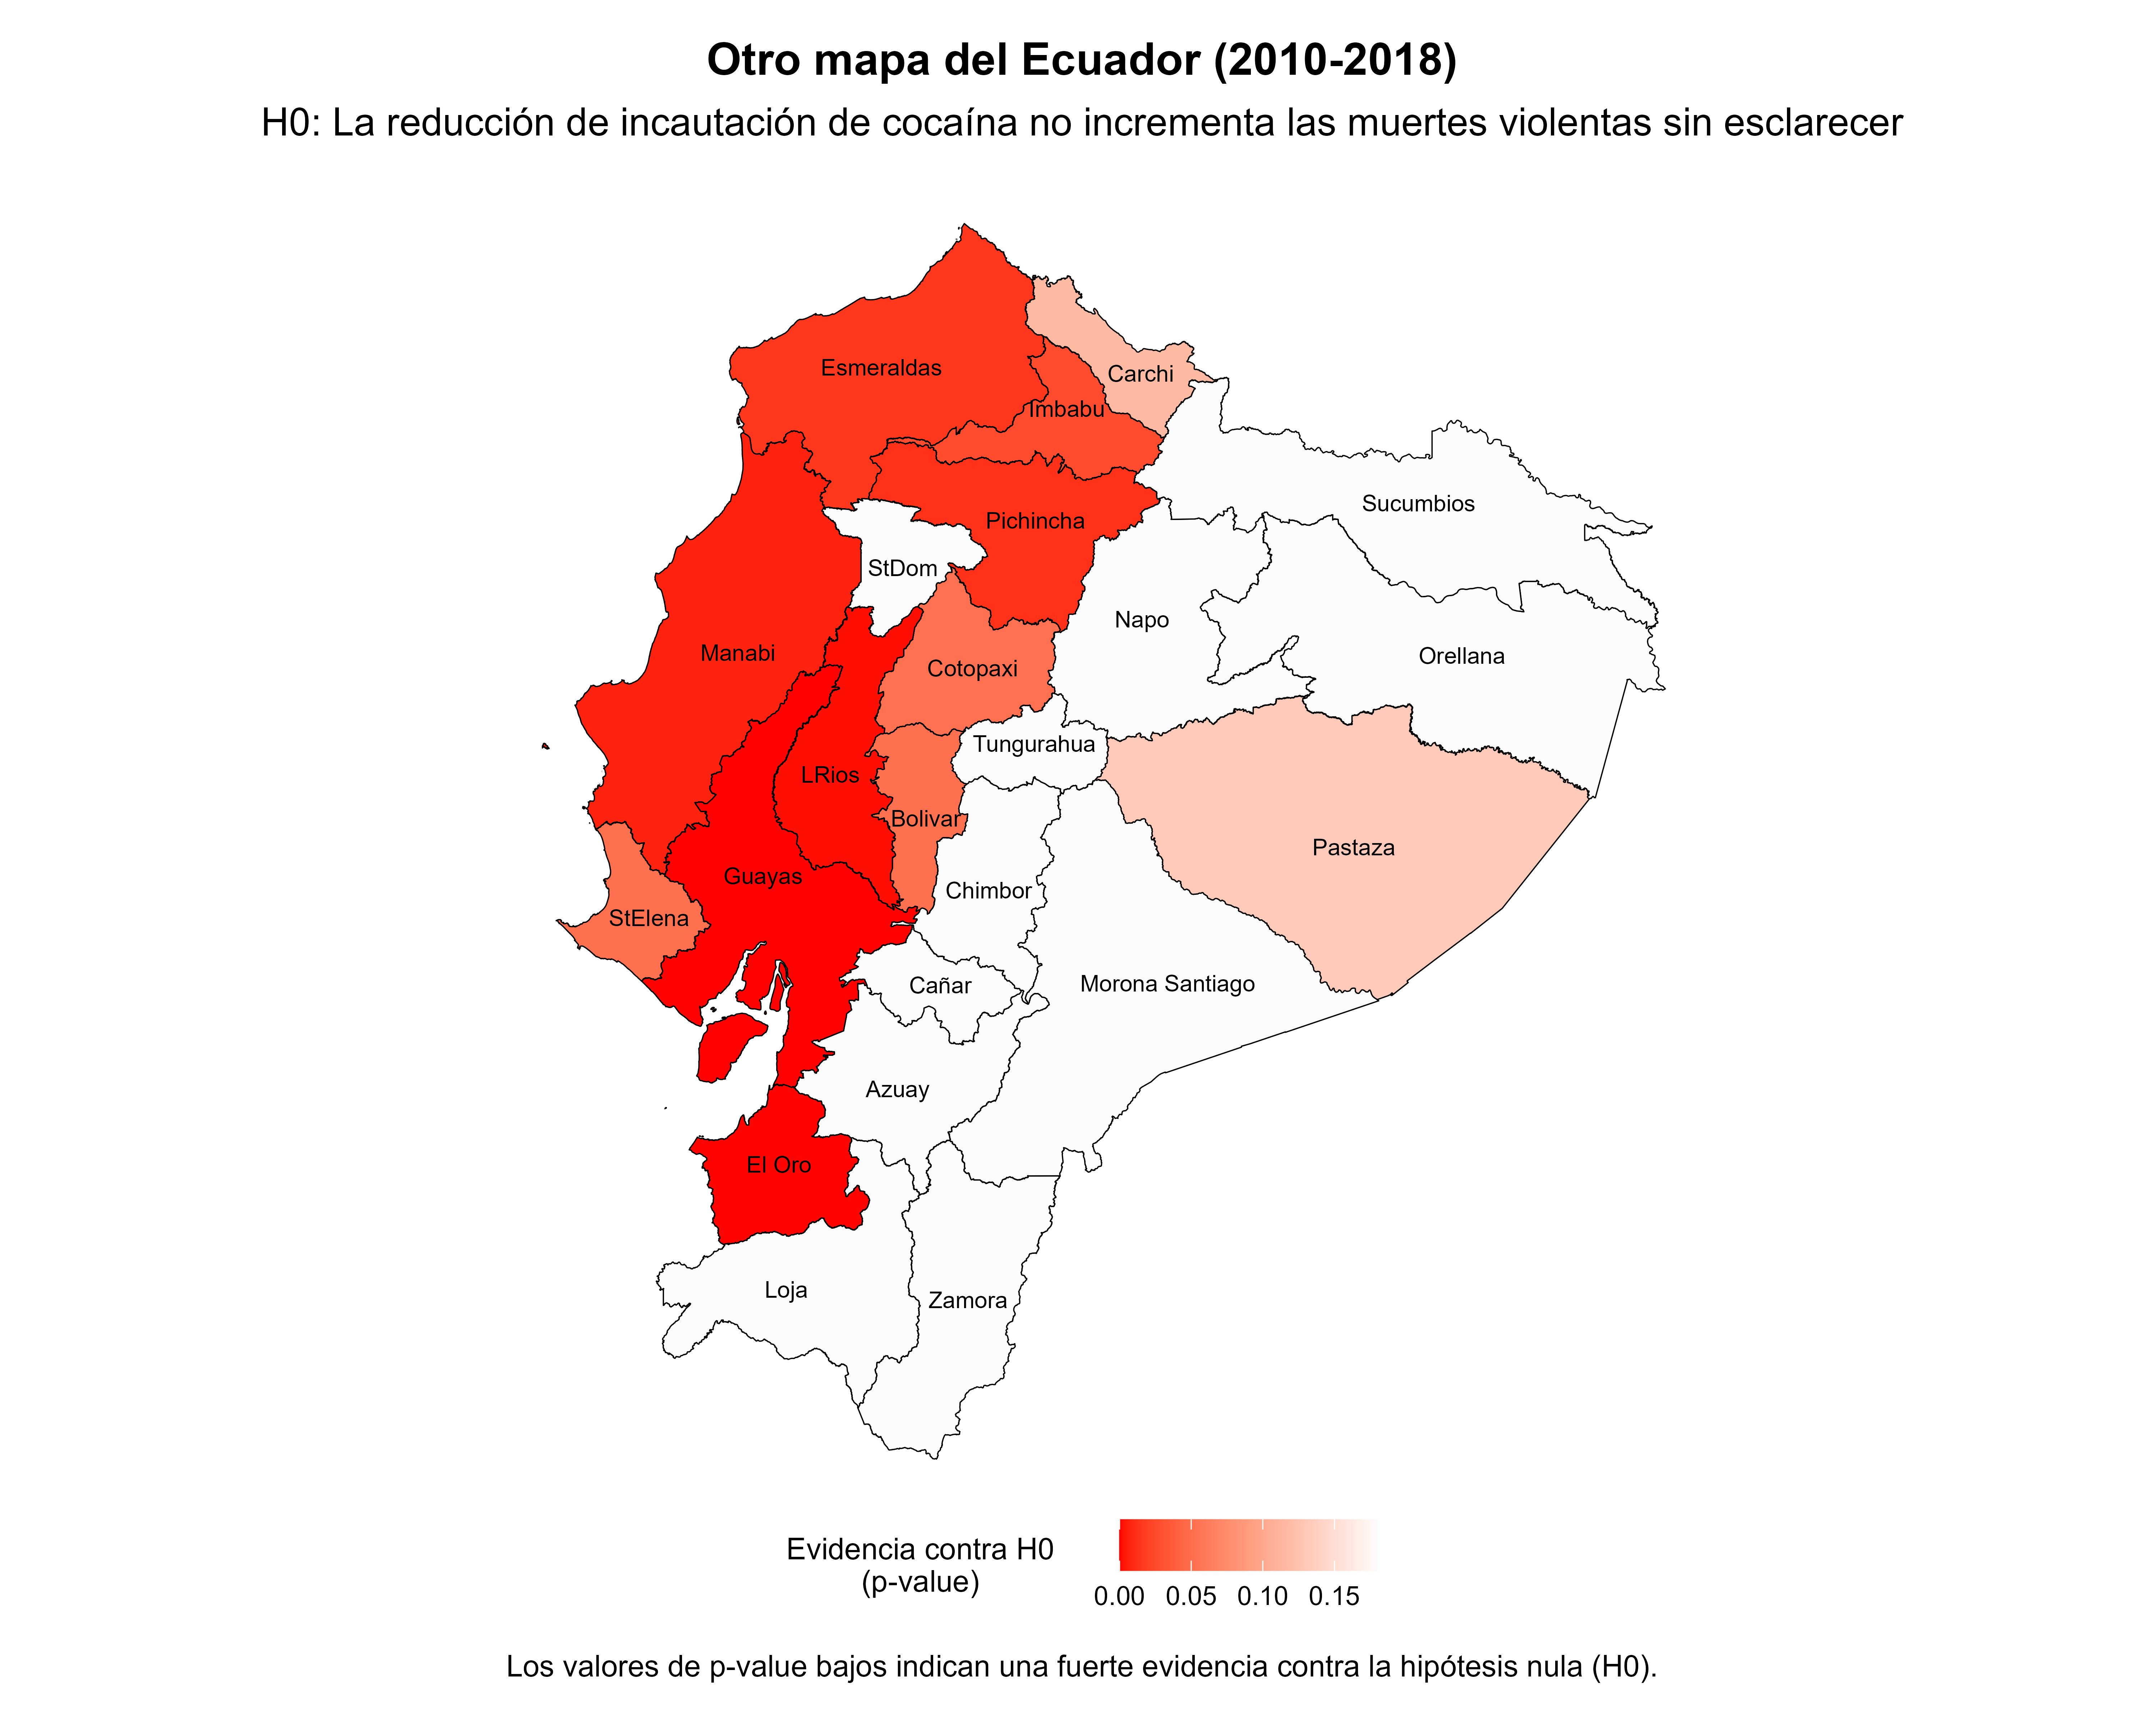 Otro mapa del Ecuador (2010-2018)
H0: La reducción de incautación de cocaína no incrementa las muertes violentas sin esclarecer
Esmeraldas
Carchi
Imbabu
Sucumbios
Pichincha
StDom
Napo
Manabi
Orellana
Cotopaxi
Tungurahua
LRios
Bolivar
Pastaza
Guayas
Chimbor
StElena
Cañar
Morona Santiago
Azuay
El Oro
Loja
Zamora
Evidencia contra H0
(p-value)
0.00 0.05 0.10 0.15
Los valores de p-value bajos indican una fuerte evidencia contra la hipótesis nula (H0).